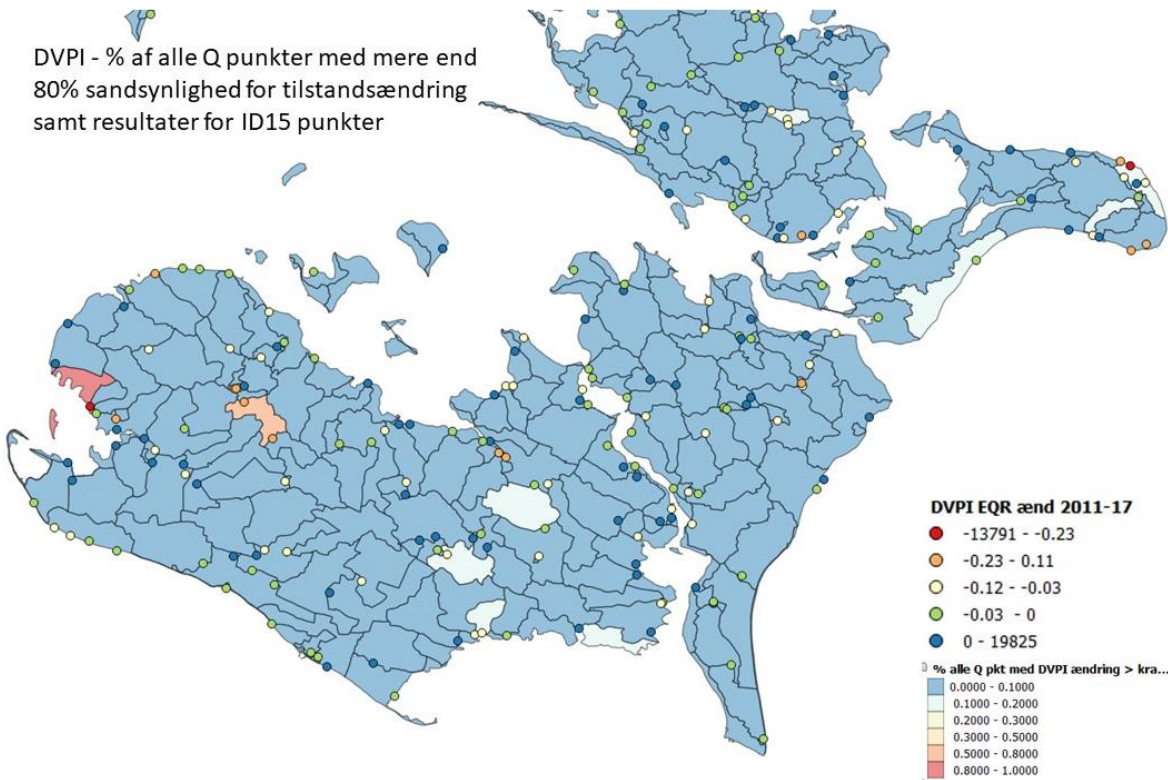 DVPI - % af alle Q punkter med mere end
80% sandsynlighed for tilstandsændring
samt resultater for ID15 punkter
DVPI EQR ænd 2011-17
-13791 - -0.23
-0.23 - 0.11
-0.12 - -0.03
-0.03 - 0
0 - 19825
% alle Q pkt med DVPI ændring > kra...
0.0000 - 0.1000
0.1000 - 0.2000
0.2000 - 0.3000
0.3000 - 0.5000
0.5000 - 0.8000
0.8000 - 1.0000